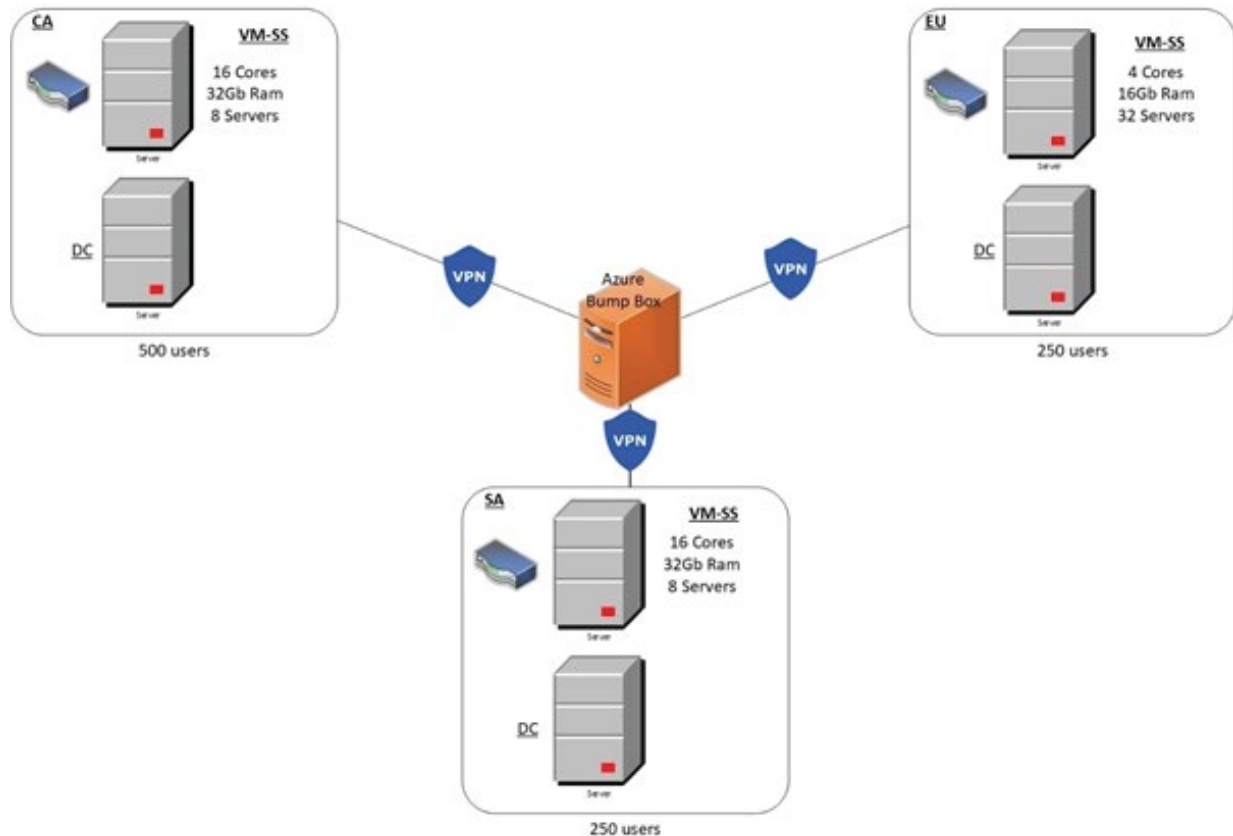 CA
VM-SS
16 Cores
32Gb Ram
8 Servers
Server
DC
Server
500 users
EU
VM-SS
4 Cores
16Gb Ram
32 Servers
Server
DC
Server
250 users
VPN
VPN
Azure
Bump Box
VPN
SA
VM-SS
16 Cores
32Gb Ram
8 Servers
Server
DC
Server
250 users